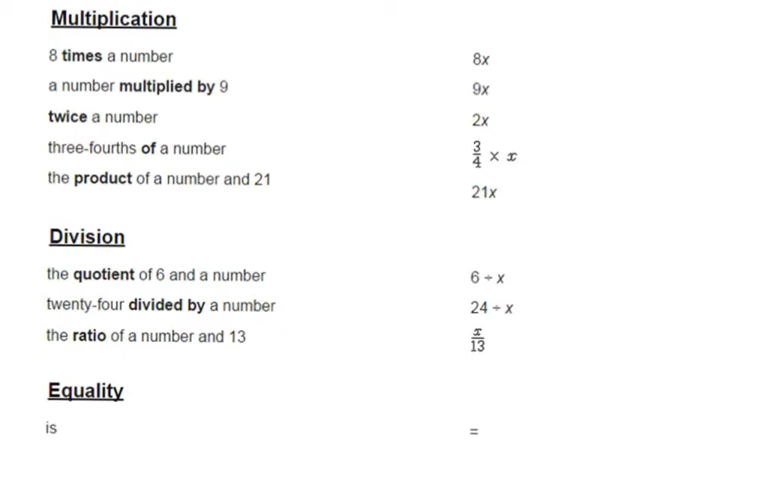 Multiplication
8 times a number 8x
a number multiplied by 9 9x
twice a number 2x
three-fourths of a number 3/4 × x
the product of a number and 21 21x
Division
the quotient of 6 and a number 6 ÷ x
twenty-four divided by a number 24 ÷ x
the ratio of a number and 13 x/13
Equality
is =